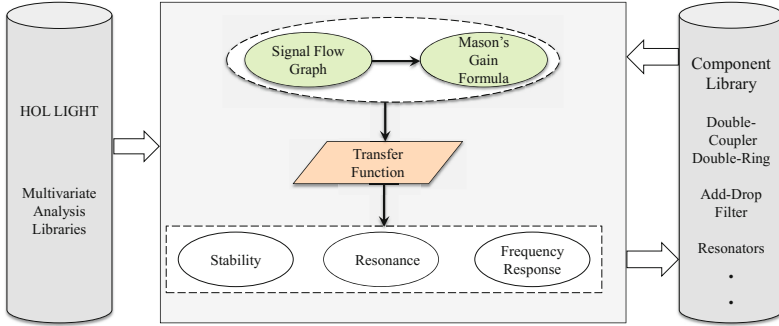 HOL LIGHT
Multivariate
Analysis
Libraries
Signal Flow
Graph
Mason's
Gain
Formula
Transfer
Function
Stability
Resonance
Frequency
Response
Component
Library
Double-
Coupler
Double-Ring
Add-Drop
Filter
Resonators